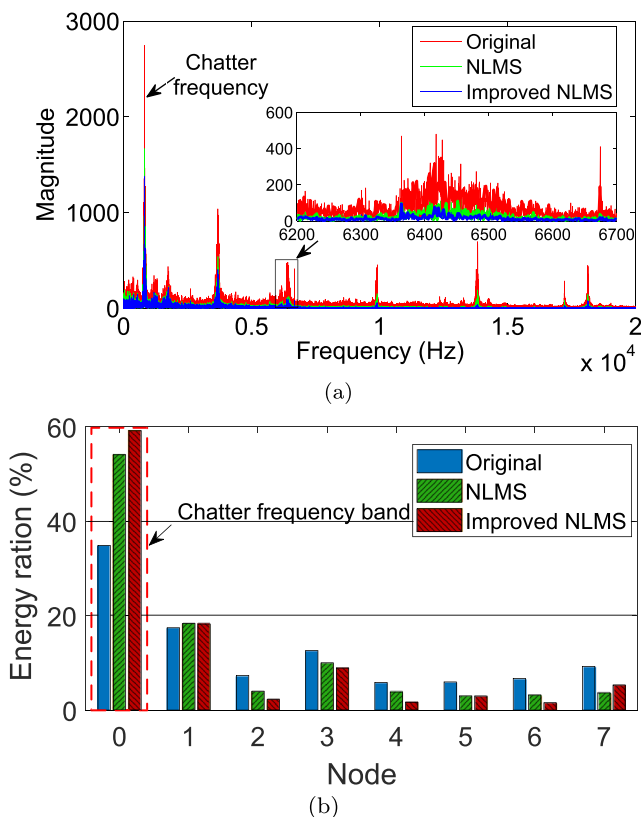 3000
2000
1000
0
Magnitude
Chatter
frequency
Original
NLMS
Improved NLMS
600
400
200
0
6200 6300 6400 6500 6600 6700
0 0.5 1 1.5 2
Frequency (Hz)
x 10^4
(a)
60
40
20
0
Energy ration (%)
Original
NLMS
Improved NLMS
Chatter frequency band
0 1 2 3 4 5 6 7
Node
(b)